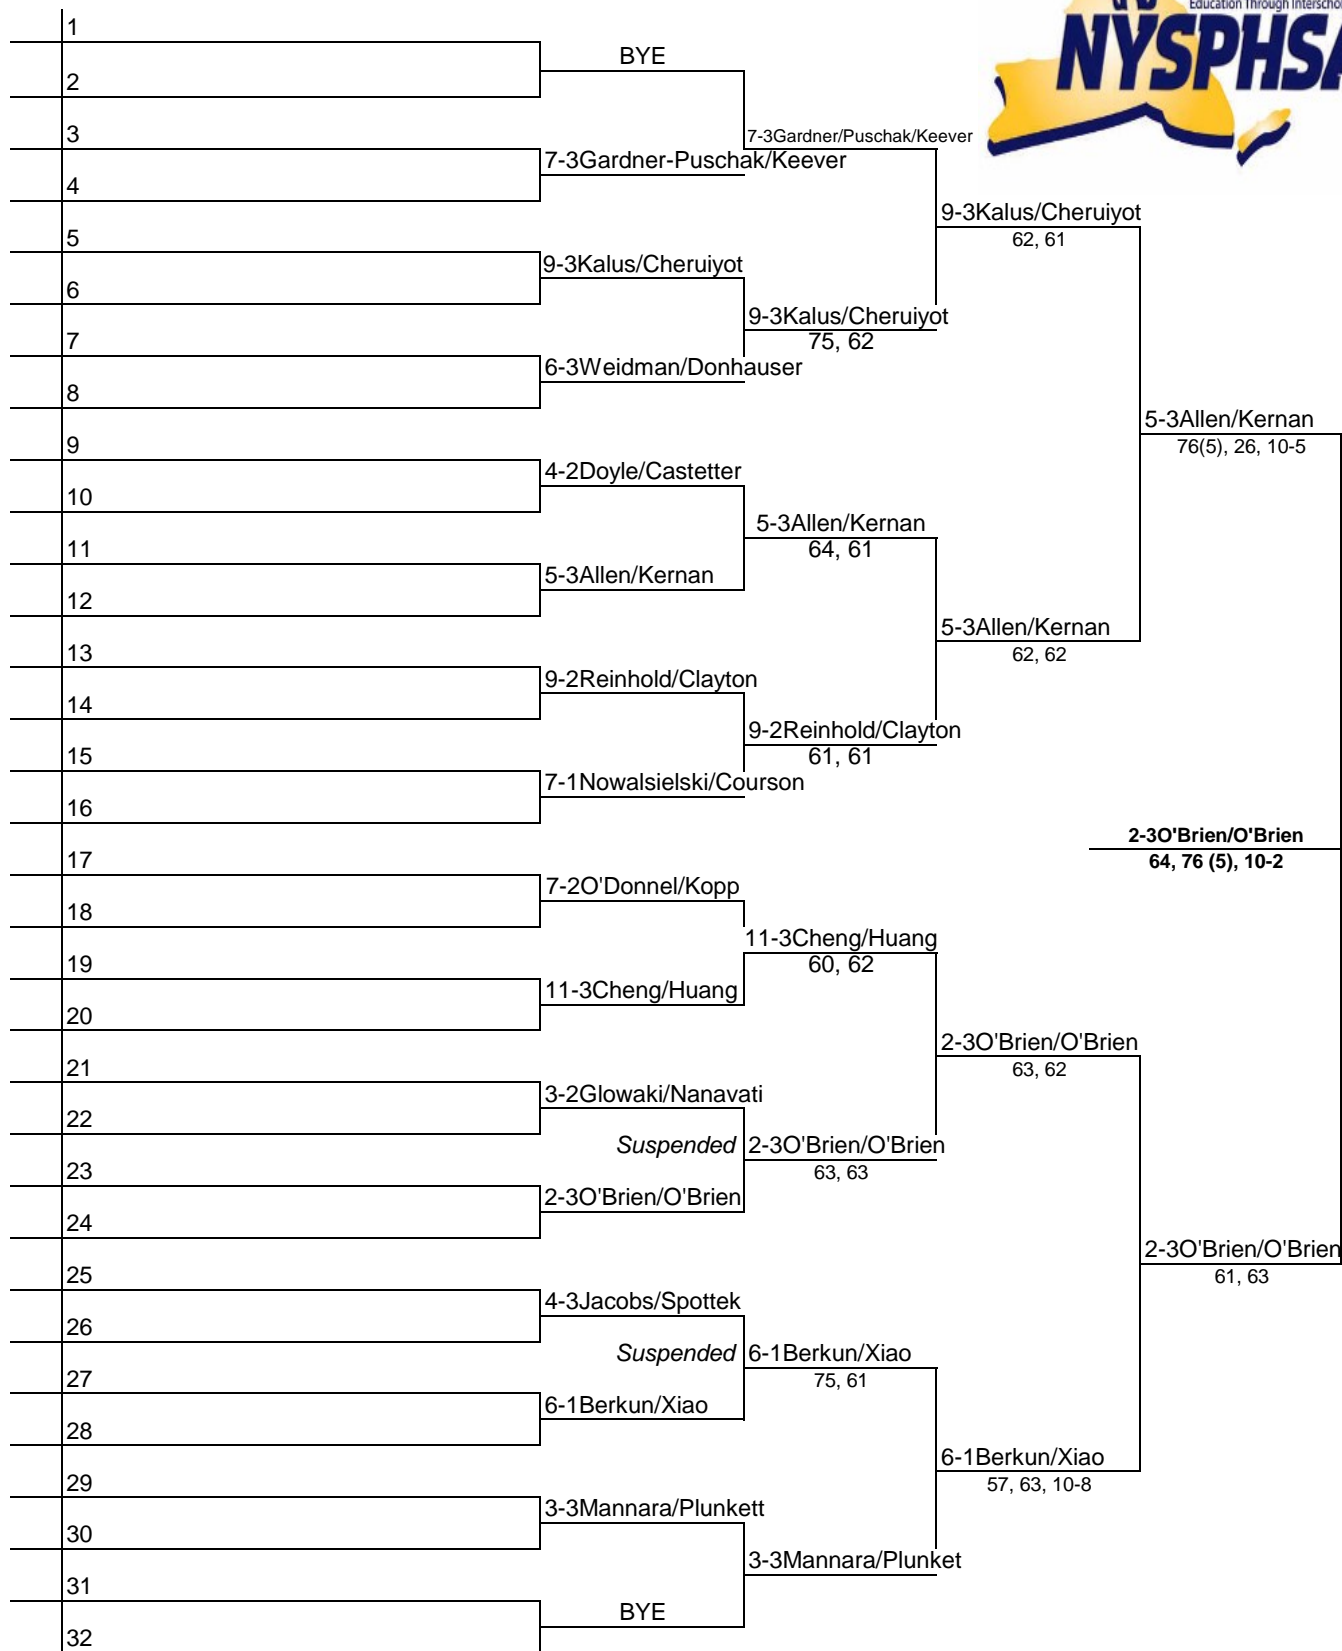 Education Through Interschol
NYSPHSA
1
BYE
2
3
7-3Gardner/Puschak/Keever
7-3Gardner-Puschak/Keever
4
9-3Kalus/Cheruiyot
62, 61
5
9-3Kalus/Cheruiyot
6
9-3Kalus/Cheruiyot
75, 62
7
6-3Weidman/Donhauser
8
5-3Allen/Kernan
76(5), 26, 10-5
9
4-2Doyle/Castetter
10
5-3Allen/Kernan
64, 61
11
5-3Allen/Kernan
12
5-3Allen/Kernan
62, 62
13
9-2Reinhold/Clayton
14
9-2Reinhold/Clayton
61, 61
15
7-1Nowalsielski/Courson
16
2-3O'Brien/O'Brien
64, 76 (5), 10-2
17
7-2O'Donnel/Kopp
18
11-3Cheng/Huang
60, 62
19
11-3Cheng/Huang
20
2-3O'Brien/O'Brien
63, 62
21
3-2Glowaki/Nanavati
22
Suspended 2-3O'Brien/O'Brien
63, 63
23
2-3O'Brien/O'Brien
24
2-3O'Brien/O'Brien
61, 63
25
4-3Jacobs/Spottek
26
Suspended 6-1Berkun/Xiao
75, 61
27
6-1Berkun/Xiao
28
6-1Berkun/Xiao
57, 63, 10-8
29
3-3Mannara/Plunkett
30
3-3Mannara/Plunket
31
BYE
32